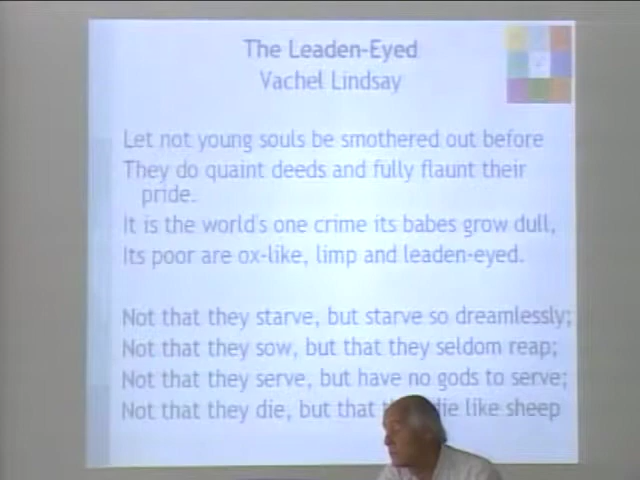 The Leaden-Eyed
Vachel Lindsay
Let not young souls be smothered out before
They do quaint deeds and fully flaunt their
pride.
It is the world's one crime its babes grow dull,
Its poor are ox-like, limp and leaden-eyed.
Not that they starve, but starve so dreamlessly;
Not that they sow, but that they seldom reap;
Not that they serve, but have no gods to serve;
Not that they die, but that die like sheep